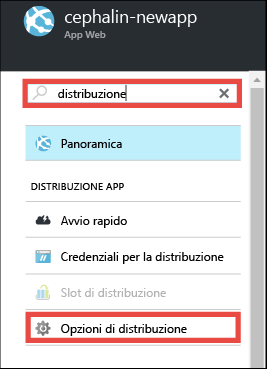 cephalin-newapp
App Web
distribuzione
Panoramica
DISTRIBUZIONE APP
Avvio rapido
Credenziali per la distribuzione
Slot di distribuzione
Opzioni di distribuzione